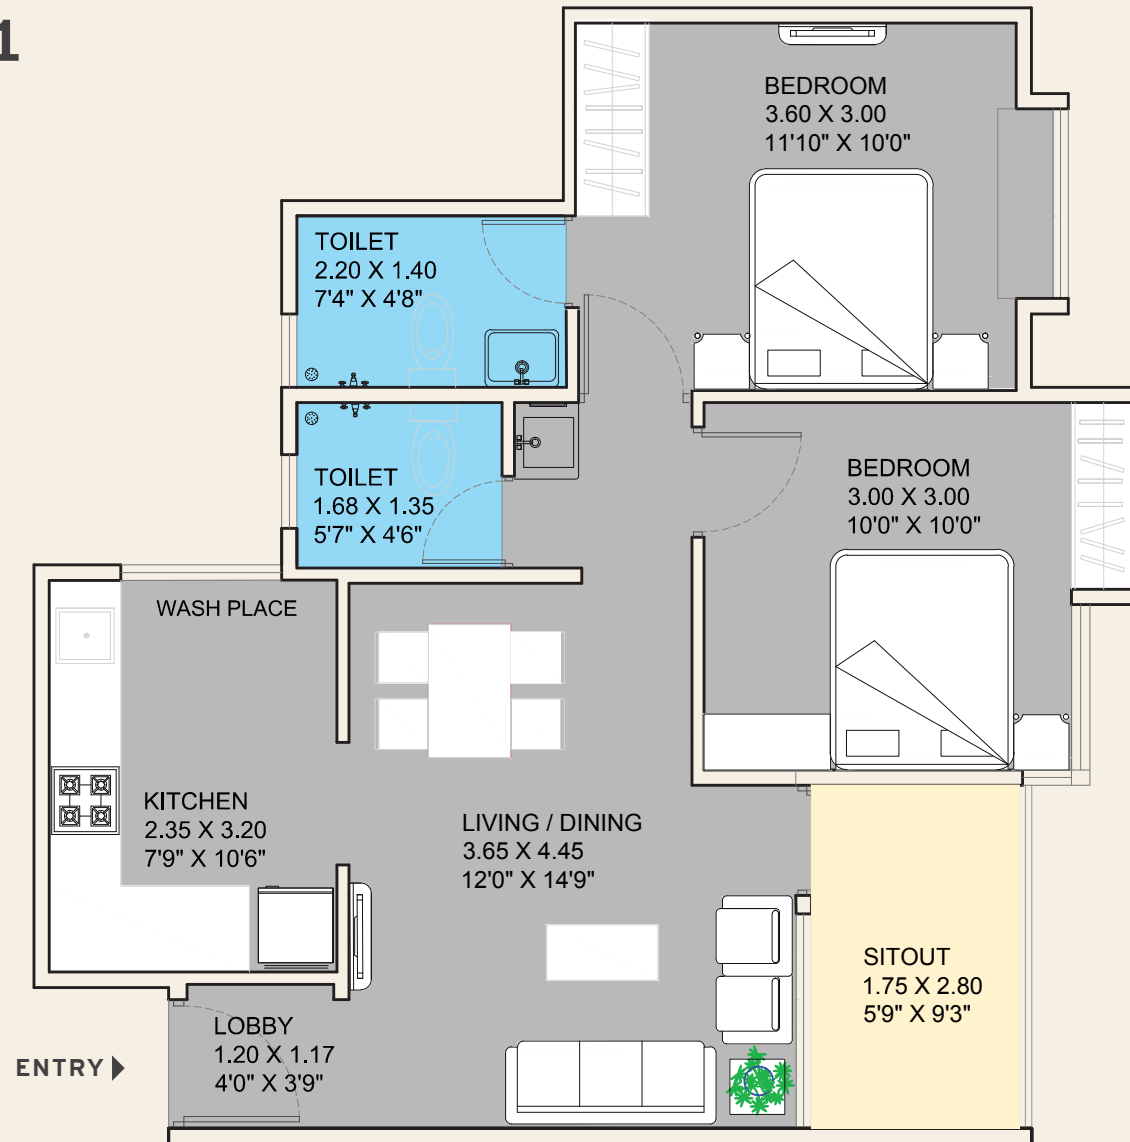 1
BEDROOM
3.60 X 3.00
11'10" X 10'0"
TOILET
2.20 X 1.40
7'4" X 4'8"
TOILET
1.68 X 1.35
5'7" X 4'6"
BEDROOM
3.00 X 3.00
10'0" X 10'0"
WASH PLACE
KITCHEN
2.35 X 3.20
7'9" X 10'6"
LIVING / DINING
3.65 X 4.45
12'0" X 14'9"
SITOUT
1.75 X 2.80
5'9" X 9'3"
LOBBY
1.20 X 1.17
4'0" X 3'9"
ENTRY